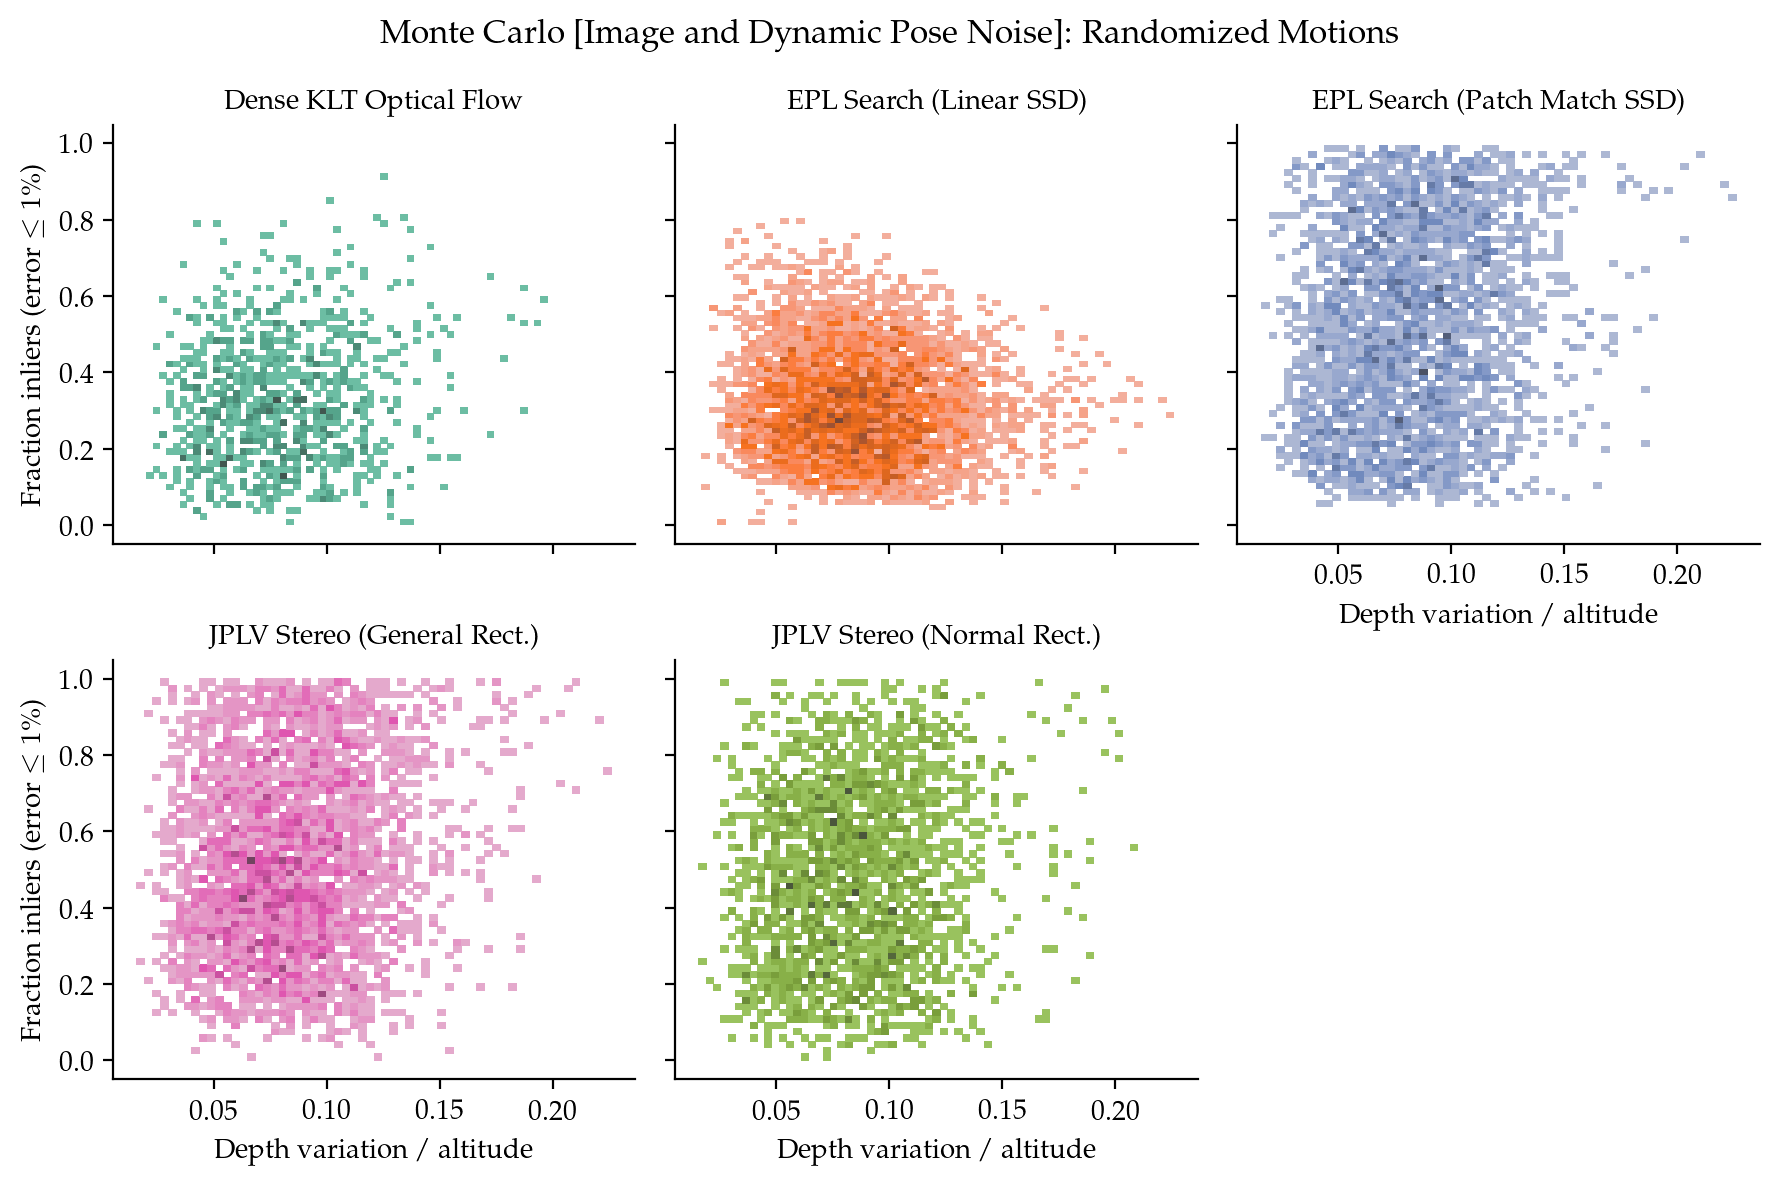 Monte Carlo [Image and Dynamic Pose Noise]: Randomized Motions
Dense KLT Optical Flow
EPL Search (Linear SSD)
EPL Search (Patch Match SSD)
Fraction inliers (error ≤ 1%)
1.0
0.8
0.6
0.4
0.2
0.0
0.05 0.10 0.15 0.20
Depth variation / altitude
JPLV Stereo (General Rect.)
JPLV Stereo (Normal Rect.)
Fraction inliers (error ≤ 1%)
1.0
0.8
0.6
0.4
0.2
0.0
0.05 0.10 0.15 0.20
Depth variation / altitude
0.05 0.10 0.15 0.20
Depth variation / altitude